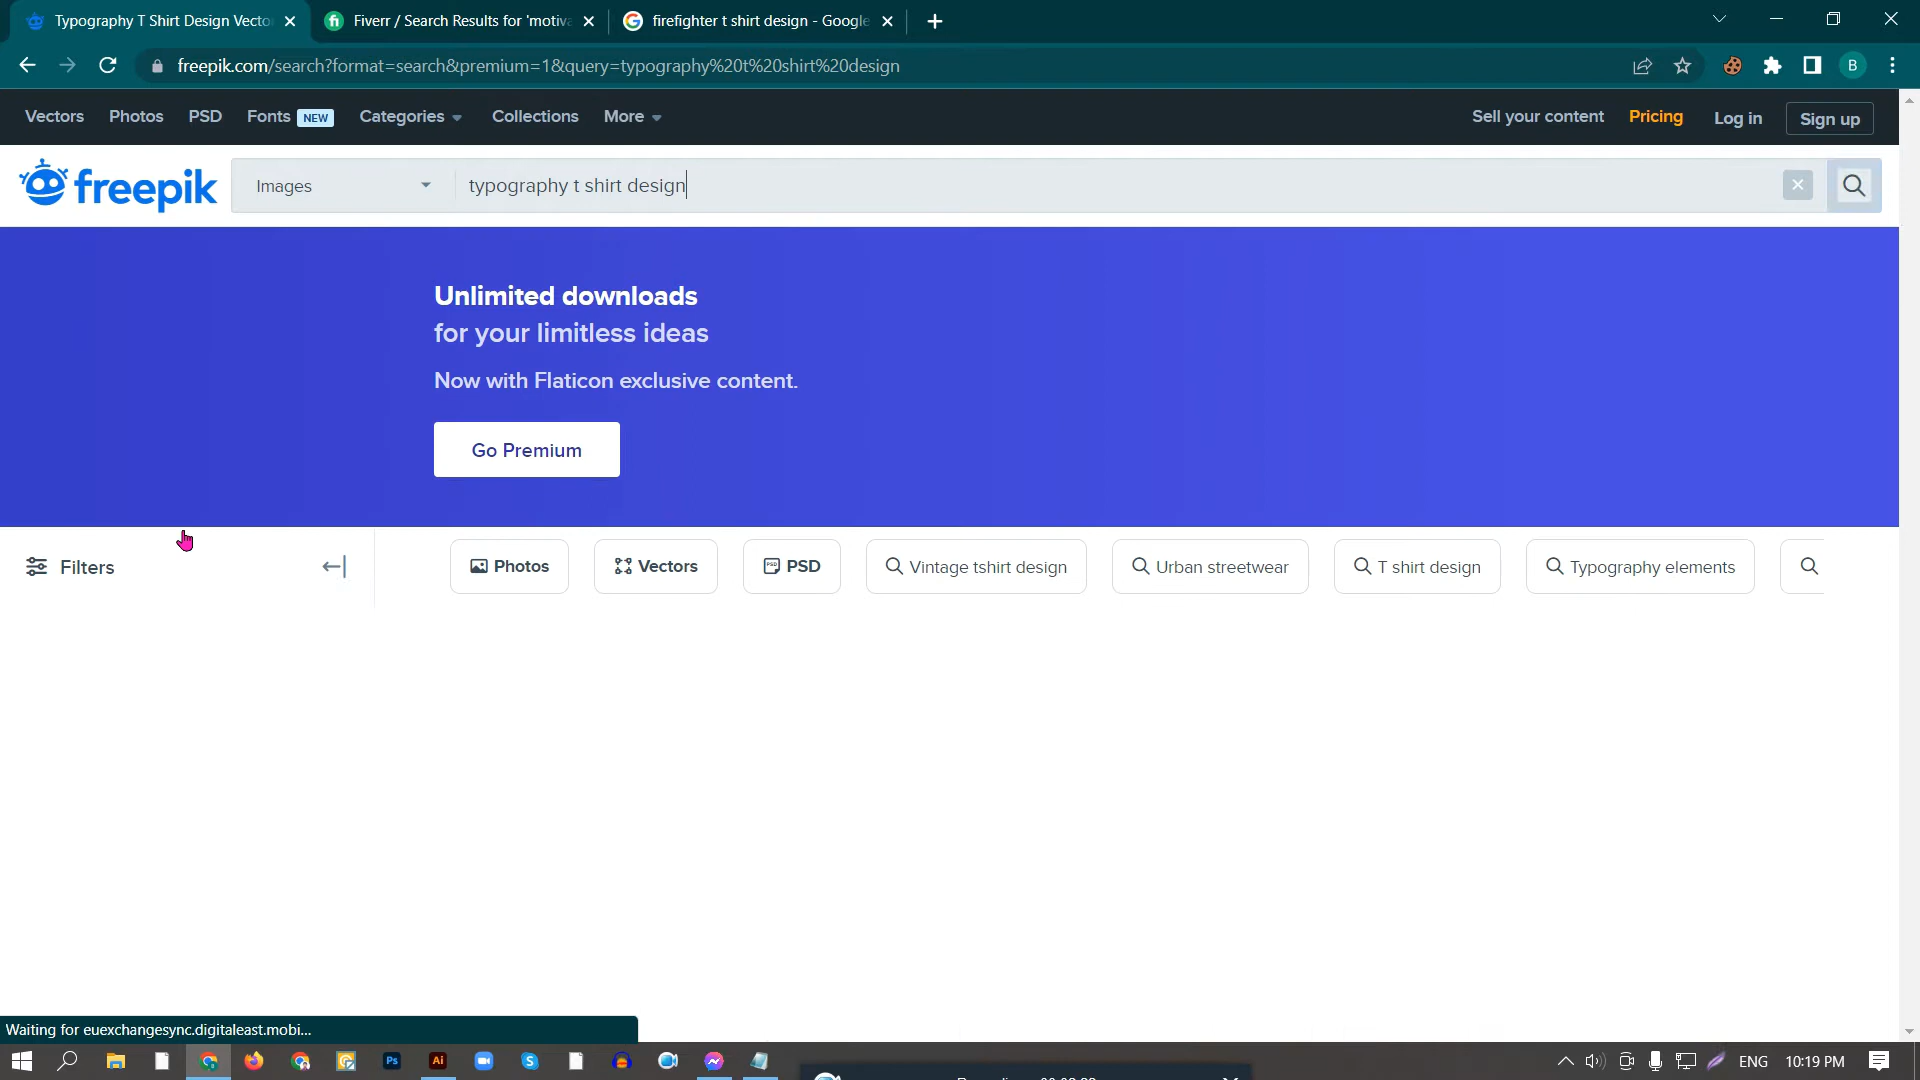 Typography T Shirt Design Vecto
Fiverr / Search Results for 'motiva
firefighter t shirt design - Google
freepik.com/search?format=search&premium=1&query=typography%20t%20shirt%20design
B
Vectors Photos PSD Fonts NEW Categories Collections More Sell your content Pricing Log in Sign up
freepik
Images
typography t shirt design
Unlimited downloads
for your limitless ideas
Now with Flaticon exclusive content.
Go Premium
Filters
Photos
Vectors
PSD
Vintage tshirt design
Urban streetwear
T shirt design
Typography elements
Waiting for euexchangesync.digitaleast.mobi...
Ps
Ai
ENG 10:19 PM